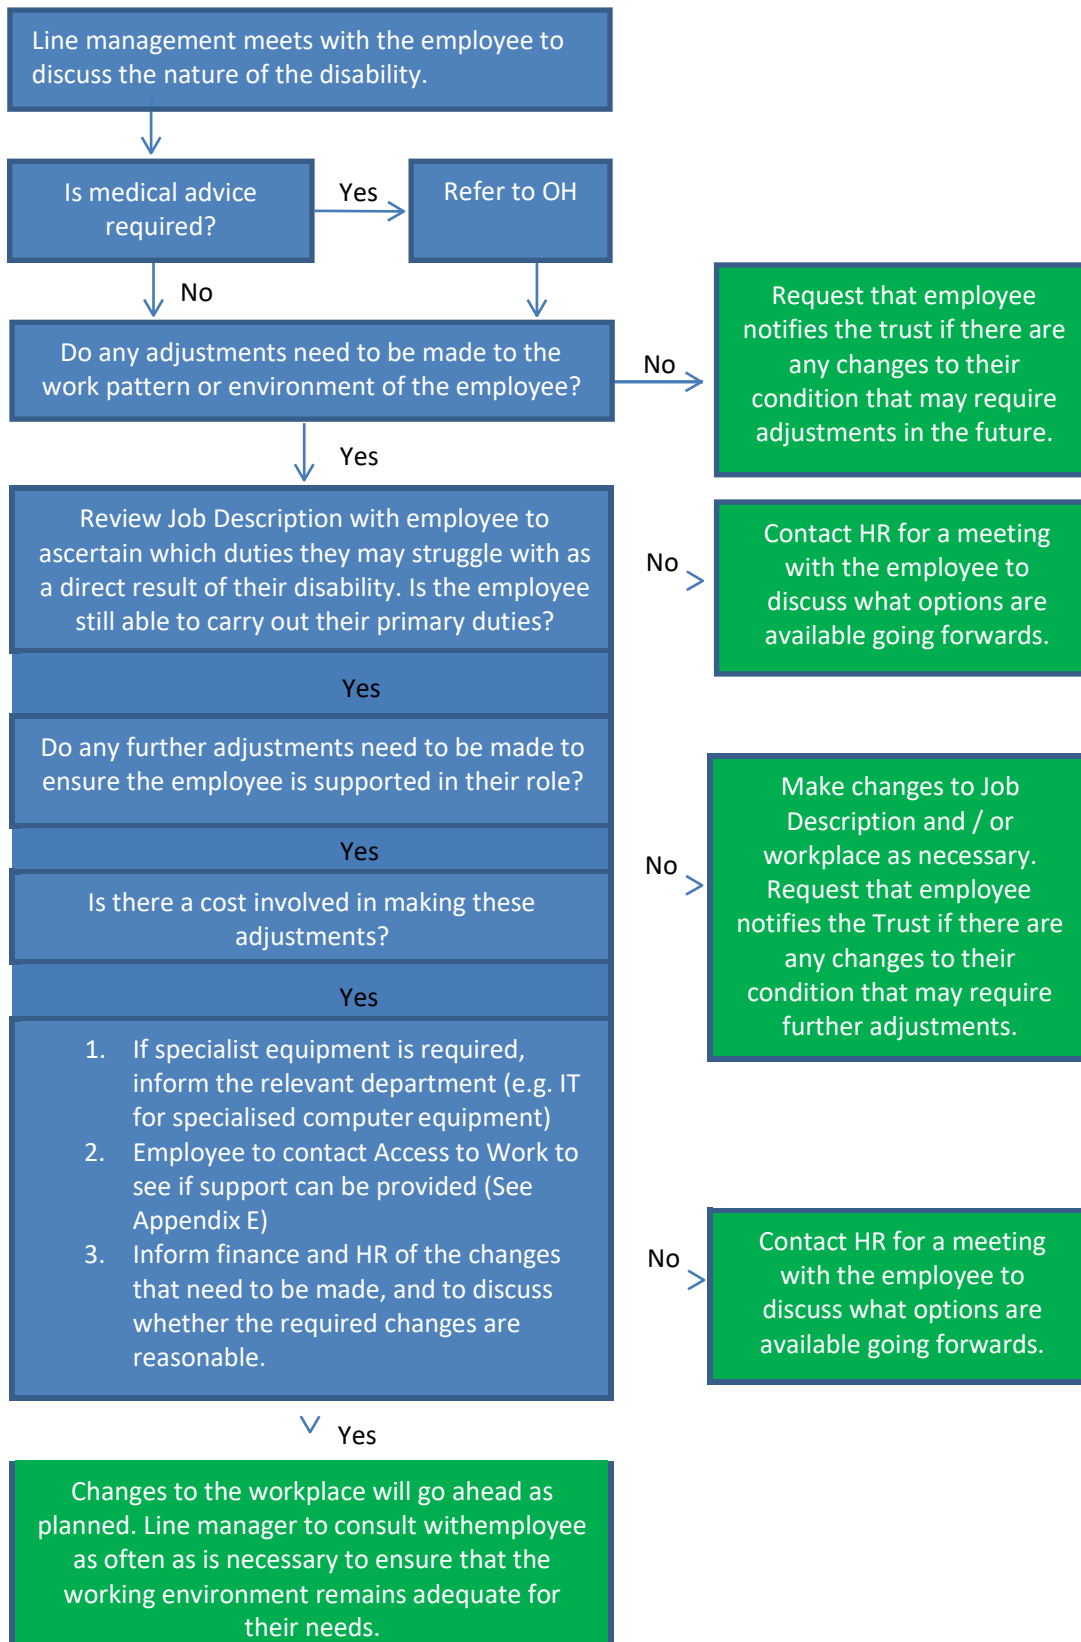 Line management meets with the employee to
discuss the nature of the disability.
Is medical advice
required?
Yes
Refer to OH
No
Do any adjustments need to be made to the
work pattern or environment of the employee?
No
Request that employee
notifies the trust if there are
any changes to their
condition that may require
adjustments in the future.
Yes
Review Job Description with employee to
ascertain which duties they may struggle with as
a direct result of their disability. Is the employee
still able to carry out their primary duties?
No
Contact HR for a meeting
with the employee to
discuss what options are
available going forwards.
Yes
Do any further adjustments need to be made to
ensure the employee is supported in their role?
Yes
No
Make changes to Job
Description and / or
workplace as necessary.
Request that employee
notifies the Trust if there are
any changes to their
condition that may require
further adjustments.
Is there a cost involved in making these
adjustments?
Yes
1. If specialist equipment is required,
inform the relevant department (e.g. IT
for specialised computer equipment)
2. Employee to contact Access to Work to
see if support can be provided (See
Appendix E)
3. Inform finance and HR of the changes
that need to be made, and to discuss
whether the required changes are
reasonable.
No
Contact HR for a meeting
with the employee to
discuss what options are
available going forwards.
Yes
Changes to the workplace will go ahead as
planned. Line manager to consult withemployee
as often as is necessary to ensure that the
working environment remains adequate for
their needs.